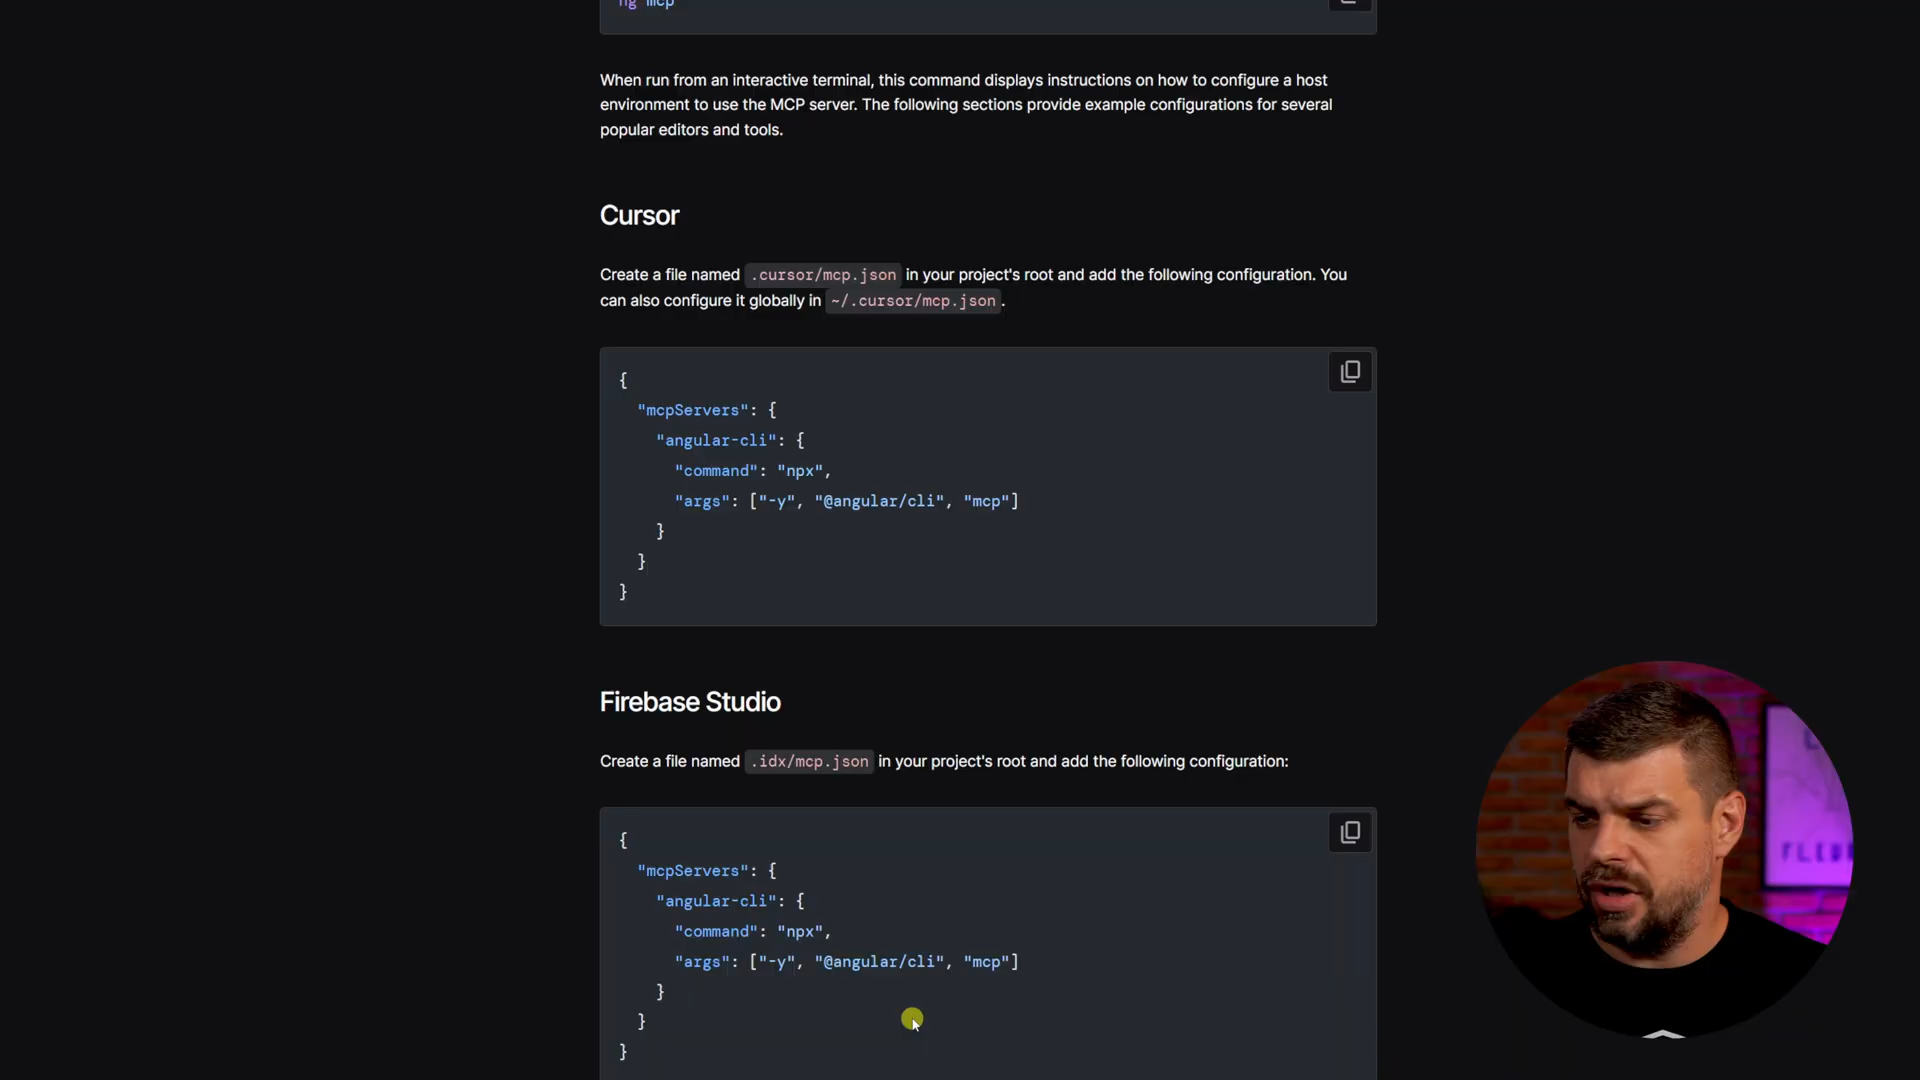 ng mcp
When run from an interactive terminal, this command displays instructions on how to configure a host
environment to use the MCP server. The following sections provide example configurations for several
popular editors and tools.
Cursor
Create a file named .cursor/mcp.json in your project's root and add the following configuration. You
can also configure it globally in ~/.cursor/mcp.json.
{
"mcpServers": {
"angular-cli": {
"command": "npx",
"args": ["-y", "@angular/cli", "mcp"]
}
}
}
Firebase Studio
Create a file named .idx/mcp.json in your project's root and add the following configuration:
{
"mcpServers": {
"angular-cli": {
"command": "npx",
"args": ["-y", "@angular/cli", "mcp"]
}
}
}